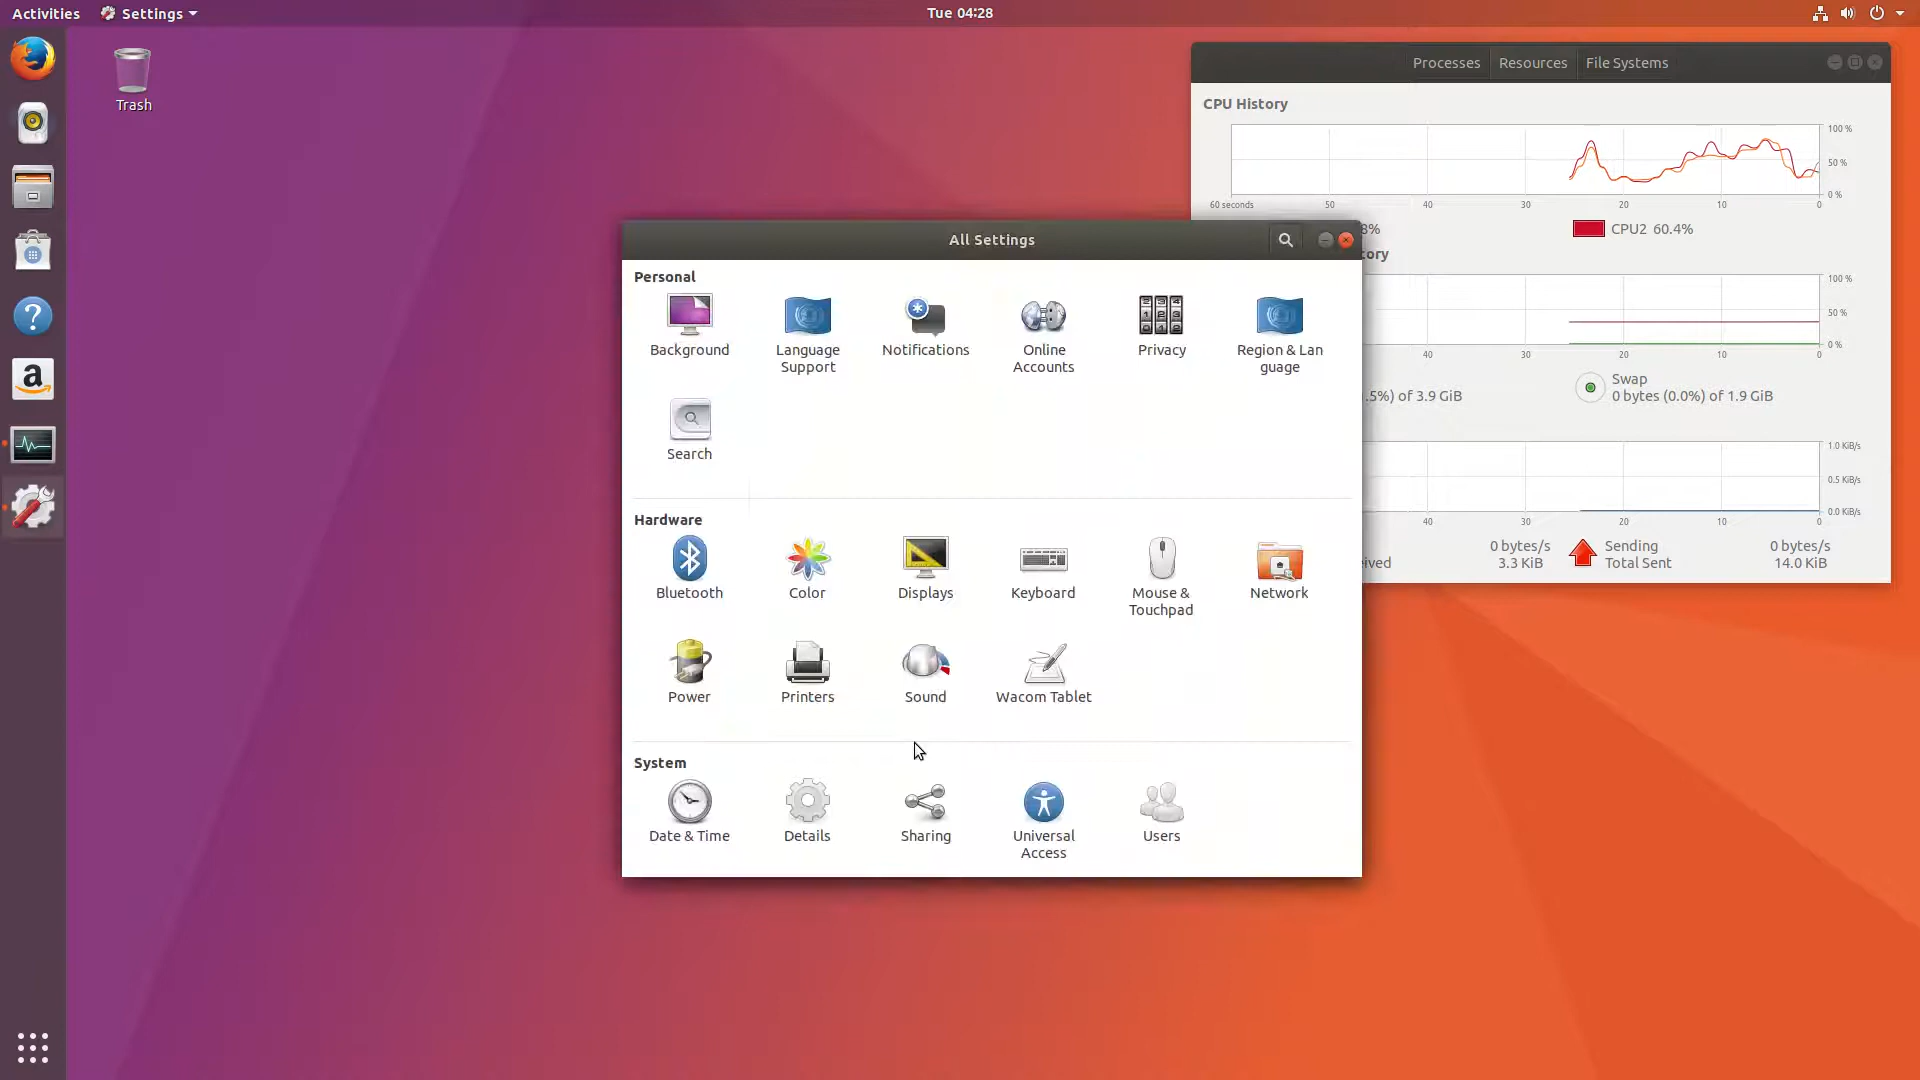 Activities
Settings
Tue 04:28
Trash
Processes
Resources
File Systems
CPU History
100 %
50 %
0 %
60 seconds
50
40
30
20
10
0
8%
CPU2 60.4%
ory
100 %
50 %
0 %
40
30
20
10
0
.5%) of 3.9 GiB
Swap
0 bytes (0.0%) of 1.9 GiB
1.0 KiB/s
0.5 KiB/s
0.0 KiB/s
40
30
20
10
0
0 bytes/s
Sending
0 bytes/s
eived
3.3 KiB
Total Sent
14.0 KiB
All Settings
Personal
Background
Language
Support
Notifications
Online
Accounts
Privacy
Region & Lan
guage
Search
Hardware
Bluetooth
Color
Displays
Keyboard
Mouse &
Touchpad
Network
Power
Printers
Sound
Wacom Tablet
System
Date & Time
Details
Sharing
Universal
Access
Users